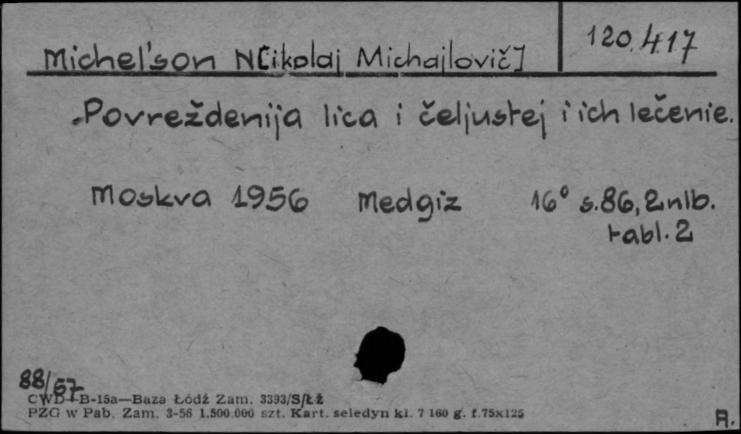 Michel'son N[ikolaj Michajlovič] 120.417
Povreždenija lica i čeljustej i ich lečenie.
Moskva 1956 Medgiz 16° s.86, 2nlb.
tabl. 2
88/57
CWD B-15a—Baza Łódź Zam. 3393/S/ŁŻ
PZG w Pab. Zam. 3-56 1.500.000 szt. Kart. seledyn kl. 7 160 g. f.75x125
A.